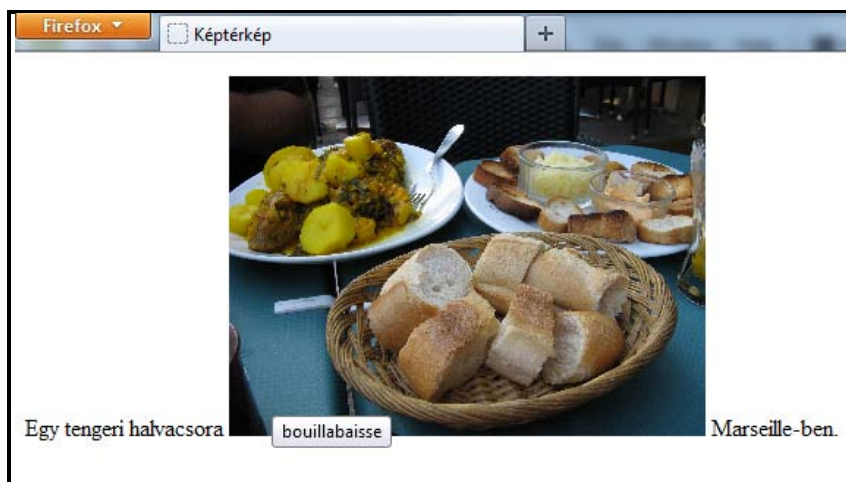 Firefox
Képtérkép
Egy tengeri halvacsora
bouillabaisse
Marseille-ben.